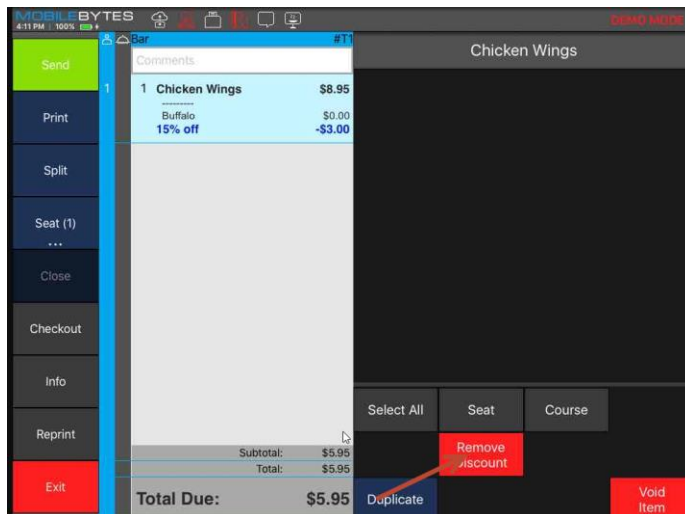 MOBILEBYTES
4:11 PM 100%
DEMO MODE
Bar #T1
Comments
Chicken Wings
Send
Print
Split
Seat (1)
...
Close
Checkout
Info
Reprint
Exit
1
1 Chicken Wings $8.95
----------
Buffalo $0.00
15% off -$3.00
Subtotal: $5.95
Total: $5.95
Total Due: $5.95
Select All
Seat
Course
Remove
Discount
Duplicate
Void
Item